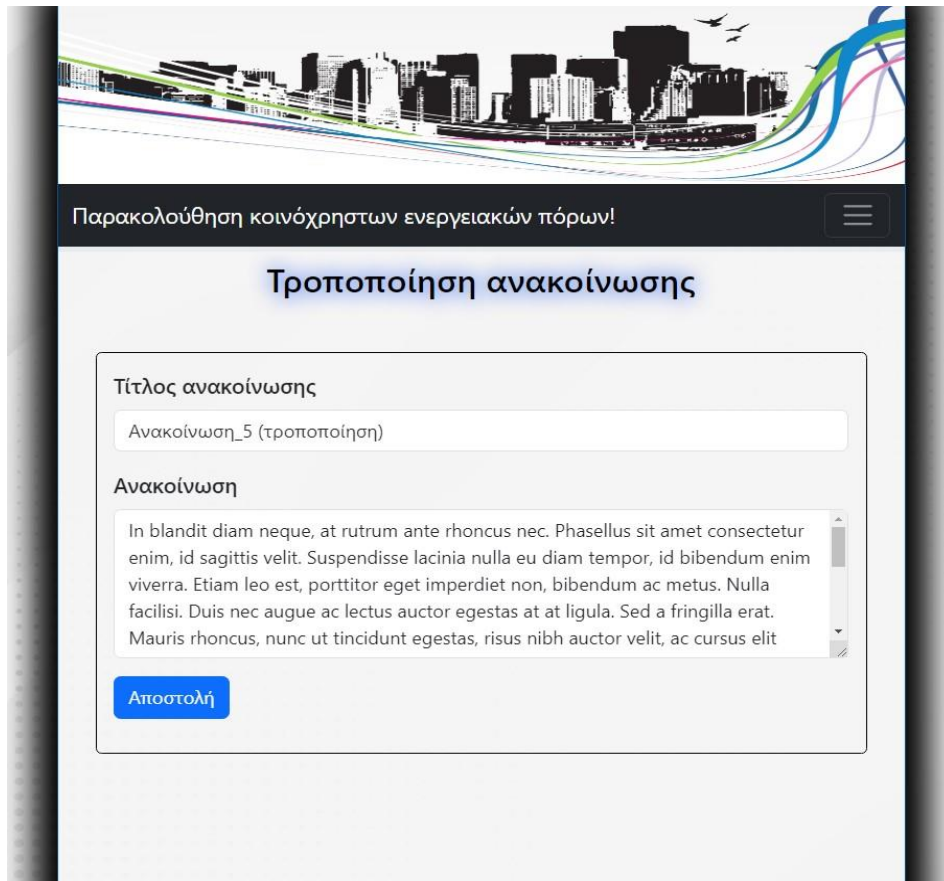 Παρακολούθηση κοινόχρηστων ενεργειακών πόρων!
Τροποποίηση ανακοίνωσης
Τίτλος ανακοίνωσης
Ανακοίνωση_5 (τροποποίηση)
Ανακοίνωση
In blandit diam neque, at rutrum ante rhoncus nec. Phasellus sit amet consectetur
enim, id sagittis velit. Suspendisse lacinia nulla eu diam tempor, id bibendum enim
viverra. Etiam leo est, porttitor eget imperdiet non, bibendum ac metus. Nulla
facilisi. Duis nec augue ac lectus auctor egestas at at ligula. Sed a fringilla erat.
Mauris rhoncus, nunc ut tincidunt egestas, risus nibh auctor velit, ac cursus elit
Αποστολή